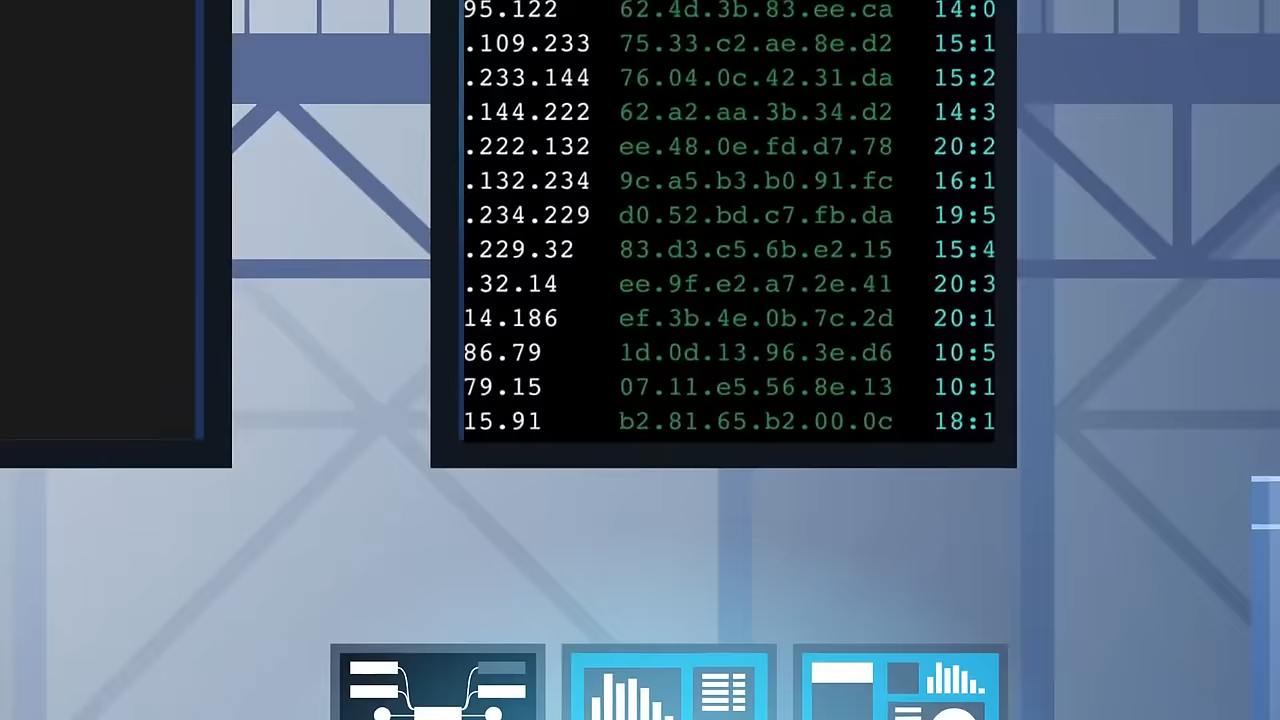 95.122 62.4d.3b.83.ee.ca 14:0
.109.233 75.33.c2.ae.8e.d2 15:1
.233.144 76.04.0c.42.31.da 15:2
.144.222 62.a2.aa.3b.34.d2 14:3
.222.132 ee.48.0e.fd.d7.78 20:2
.132.234 9c.a5.b3.b0.91.fc 16:1
.234.229 d0.52.bd.c7.fb.da 19:5
.229.32 83.d3.c5.6b.e2.15 15:4
.32.14 ee.9f.e2.a7.2e.41 20:3
14.186 ef.3b.4e.0b.7c.2d 20:1
86.79 1d.0d.13.96.3e.d6 10:5
79.15 07.11.e5.56.8e.13 10:1
15.91 b2.81.65.b2.00.0c 18:1